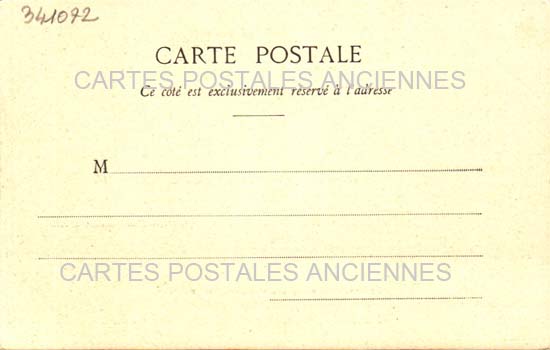 341072
CARTE POSTALE
CARTES POSTALES ANCIENNES
Ce côté est exclusivement réservé à l'adresse
M
CARTES POSTALES ANCIENNES